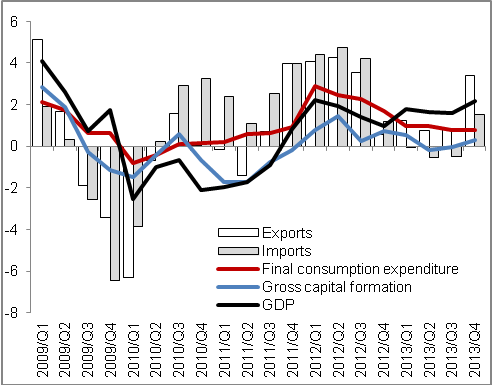 6
4
2
0
-2
-4
-6
-8
Exports
Imports
Final consumption expenditure
Gross capital formation
GDP
2009/Q1
2009/Q2
2009/Q3
2009/Q4
2010/Q1
2010/Q2
2010/Q3
2010/Q4
2011/Q1
2011/Q2
2011/Q3
2011/Q4
2012/Q1
2012/Q2
2012/Q3
2012/Q4
2013/Q1
2013/Q2
2013/Q3
2013/Q4